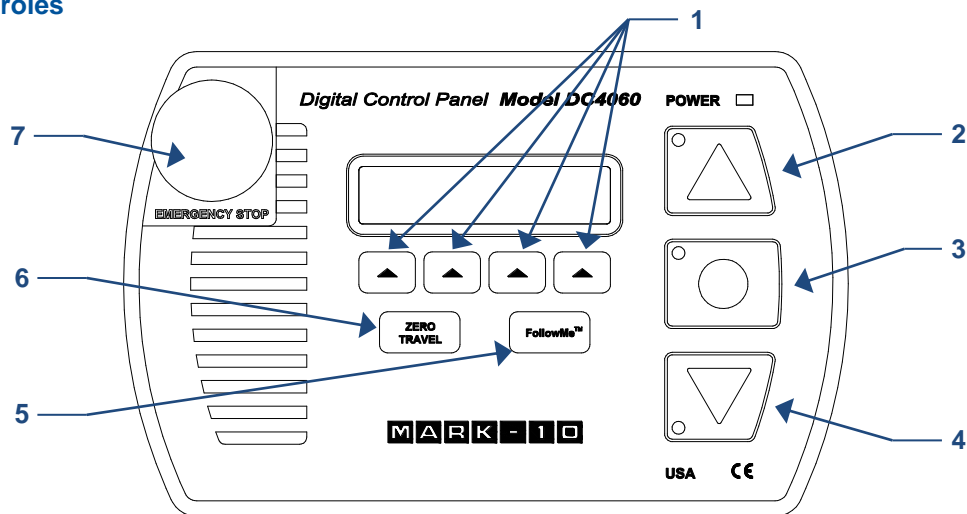 roles
1
Digital Control Panel Model DC4060
POWER
7
2
EMERGENCY STOP
3
6
ZERO
TRAVEL
FollowMe™
5
4
MARK-10
USA CE